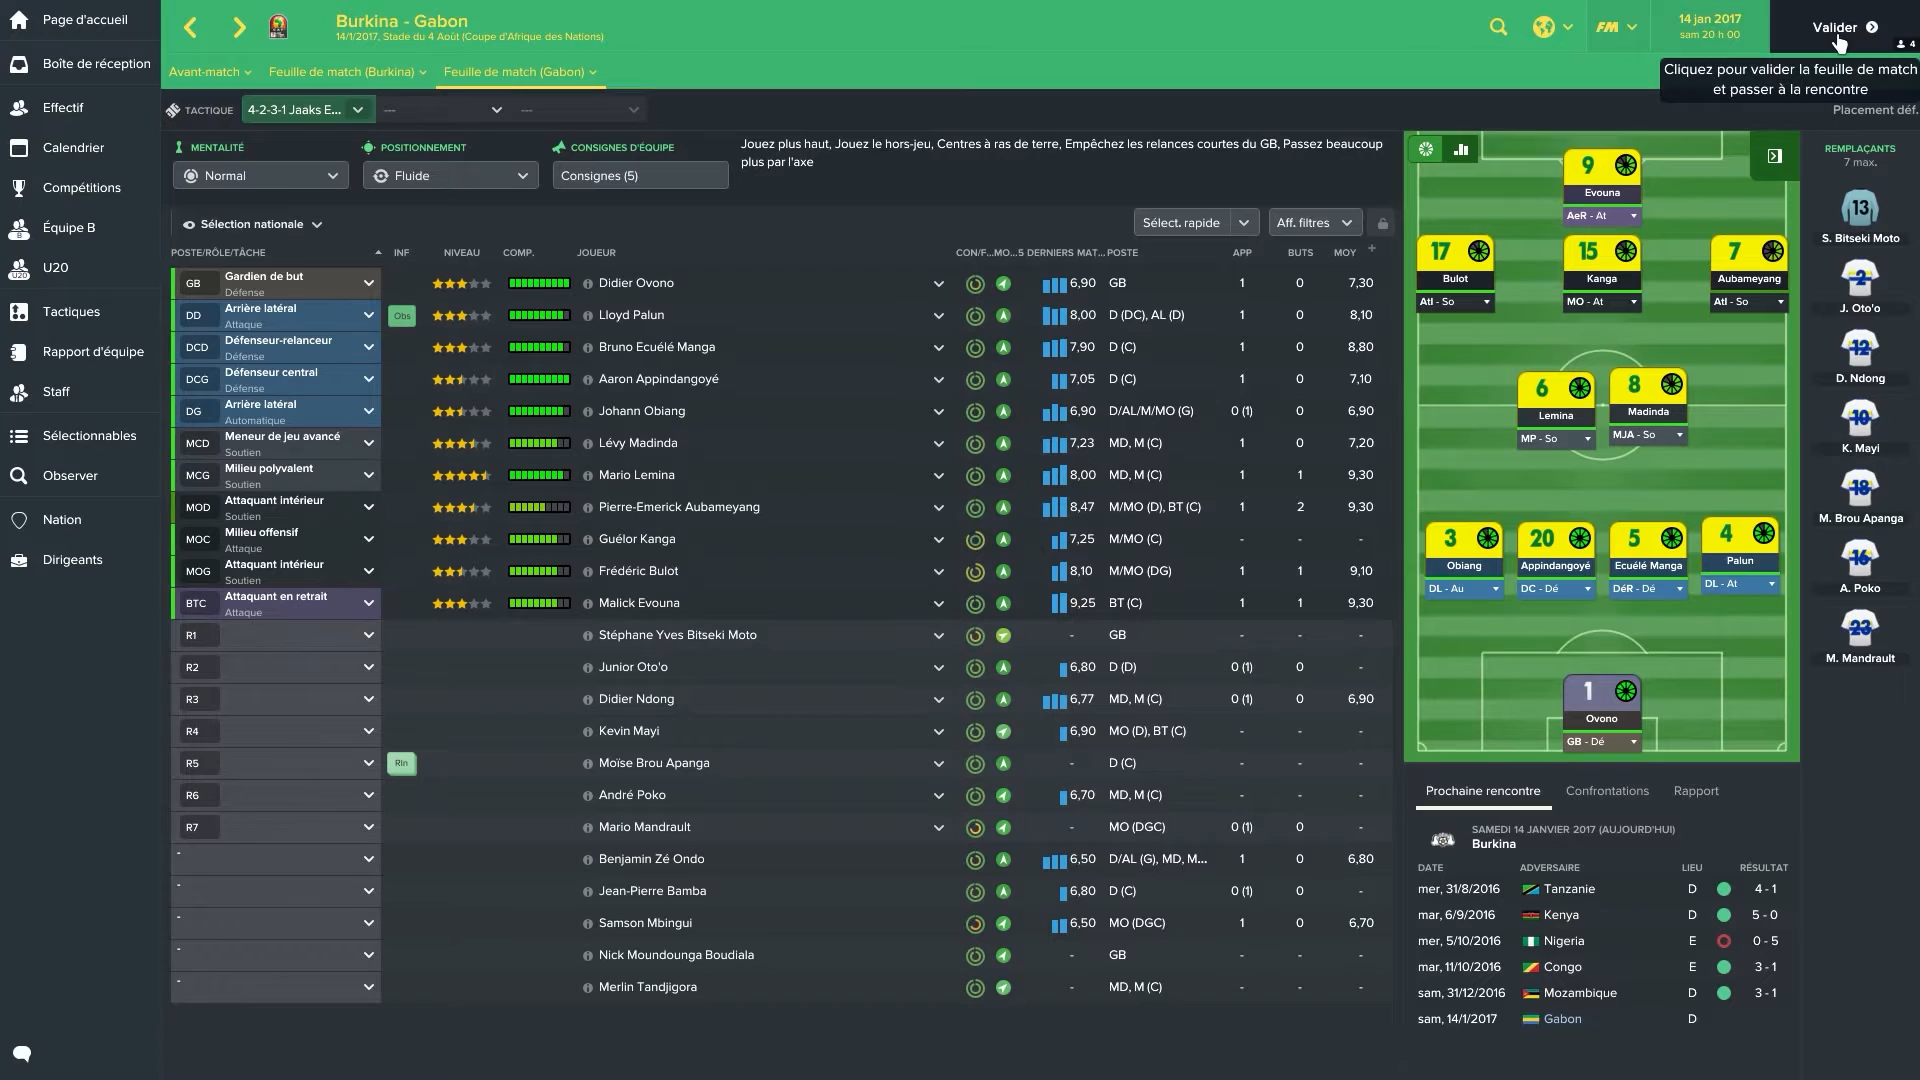 Page d'accueil
Boîte de réception
Effectif
Calendrier
Compétitions
Équipe B
U20
Tactiques
Rapport d'équipe
Staff
Sélectionnables
Observer
Nation
Dirigeants
Burkina - Gabon
14/1/2017, Stade du 4 Août (Coupe d'Afrique des Nations)
FM
14 jan 2017
sam 20 h 00
Valider
4
Cliquez pour valider la feuille de match
et passer à la rencontre
Avant-match
Feuille de match (Burkina)
Feuille de match (Gabon)
TACTIQUE
4-2-3-1 Jaaks E...
---
---
Placement déf.
MENTALITÉ
Normal
POSITIONNEMENT
Fluide
CONSIGNES D'ÉQUIPE
Consignes (5)
Jouez plus haut, Jouez le hors-jeu, Centres à ras de terre, Empêchez les relances courtes du GB, Passez beaucoup
plus par l'axe
Sélection nationale
Sélect. rapide
Aff. filtres
POSTE/RÔLE/TÂCHE INF NIVEAU COMP. JOUEUR CON/F... MO... 5 DERNIERS MAT... POSTE APP BUTS MOY +
GB Gardien de but Défense Didier Ovono 6,90 GB 1 0 7,30
DD Arrière latéral Attaque Obs Lloyd Palun 8,00 D (DC), AL (D) 1 0 8,10
DCD Défenseur-relanceur Défense Bruno Ecuélé Manga 7,90 D (C) 1 0 8,80
DCG Défenseur central Défense Aaron Appindangoyé 7,05 D (C) 1 0 7,10
DG Arrière latéral Automatique Johann Obiang 6,90 D/AL/M/MO (G) 0 (1) 0 6,90
MCD Meneur de jeu avancé Soutien Lévy Madinda 7,23 MD, M (C) 1 0 7,20
MCG Milieu polyvalent Soutien Mario Lemina 8,00 MD, M (C) 1 1 9,30
MOD Attaquant intérieur Soutien Pierre-Emerick Aubameyang 8,47 M/MO (D), BT (C) 1 2 9,30
MOC Milieu offensif Attaque Guélor Kanga 7,25 M/MO (C) - - -
MOG Attaquant intérieur Soutien Frédéric Bulot 8,10 M/MO (DG) 1 1 9,10
BTC Attaquant en retrait Attaque Malick Evouna 9,25 BT (C) 1 1 9,30
R1 Stéphane Yves Bitseki Moto - GB - - -
R2 Junior Oto'o 6,80 D (D) 0 (1) 0 -
R3 Didier Ndong 6,77 MD, M (C) 0 (1) 0 6,90
R4 Kevin Mayi 6,90 MO (D), BT (C) - - -
R5 RIn Moïse Brou Apanga - D (C) - - -
R6 André Poko 6,70 MD, M (C) - - -
R7 Mario Mandrault - MO (DGC) 0 (1) 0 -
- Benjamin Zé Ondo 6,50 D/AL (G), MD, M... 1 0 6,80
- Jean-Pierre Bamba 6,80 D (C) 0 (1) 0 -
- Samson Mbingui 6,50 MO (DGC) 1 0 6,70
- Nick Moundounga Boudiala - GB - - -
- Merlin Tandjigora - MD, M (C) - - -
9
Evouna
AeR - At
17 15 7
Bulot Kanga Aubameyang
AtI - So MO - At AtI - So
6 8
Lemina Madinda
MP - So MJA - So
3 20 5 4
Obiang Appindangoyé Ecuélé Manga Palun
DL - Au DC - Dé DéR - Dé DL - At
1
Ovono
GB - Dé
REMPLAÇANTS
7 max.
13
S. Bitseki Moto
2
J. Oto'o
12
D. Ndong
10
K. Mayi
18
M. Brou Apanga
16
A. Poko
23
M. Mandrault
Prochaine rencontre
Confrontations
Rapport
SAMEDI 14 JANVIER 2017 (AUJOURD'HUI)
Burkina
DATE ADVERSAIRE LIEU RÉSULTAT
mer, 31/8/2016 Tanzanie D 4 - 1
mar, 6/9/2016 Kenya D 5 - 0
mer, 5/10/2016 Nigeria E 0 - 5
mar, 11/10/2016 Congo E 3 - 1
sam, 31/12/2016 Mozambique D 3 - 1
sam, 14/1/2017 Gabon D